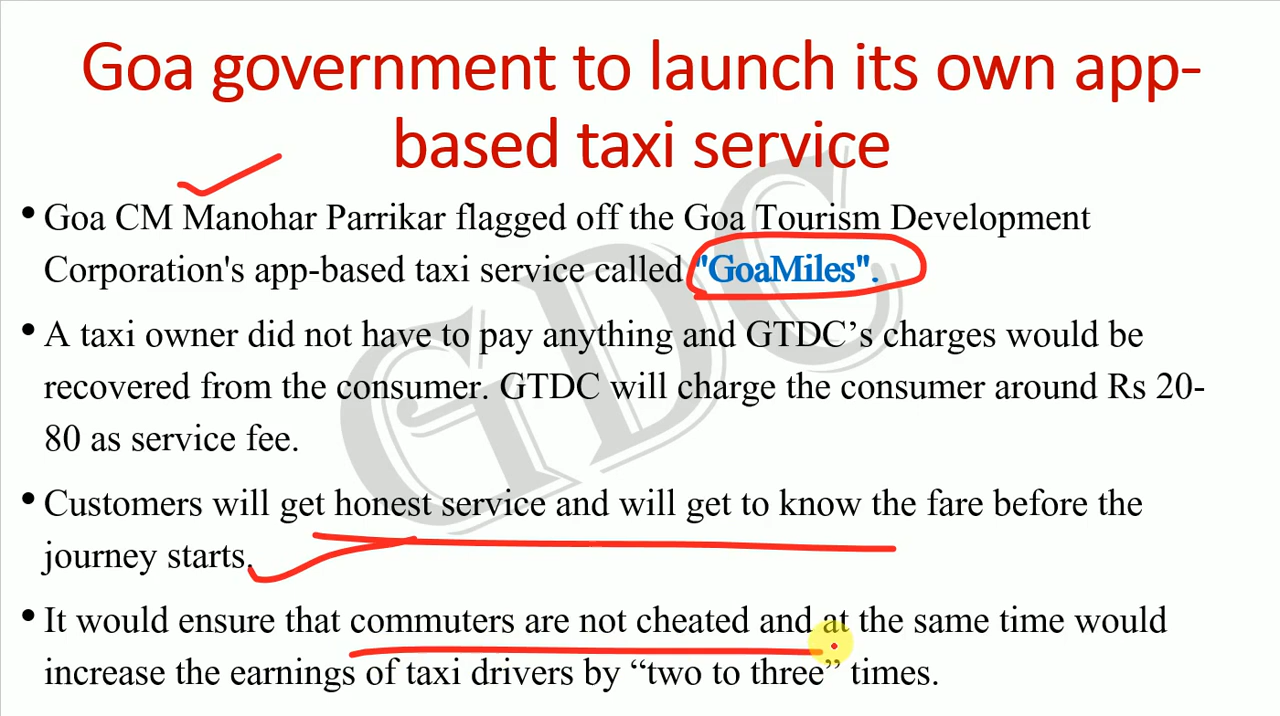 Goa government to launch its own app-
based taxi service
• Goa CM Manohar Parrikar flagged off the Goa Tourism Development
Corporation's app-based taxi service called "GoaMiles".
• A taxi owner did not have to pay anything and GTDC’s charges would be
recovered from the consumer. GTDC will charge the consumer around Rs 20-
80 as service fee.
• Customers will get honest service and will get to know the fare before the
journey starts.
• It would ensure that commuters are not cheated and at the same time would
increase the earnings of taxi drivers by “two to three” times.
GDC